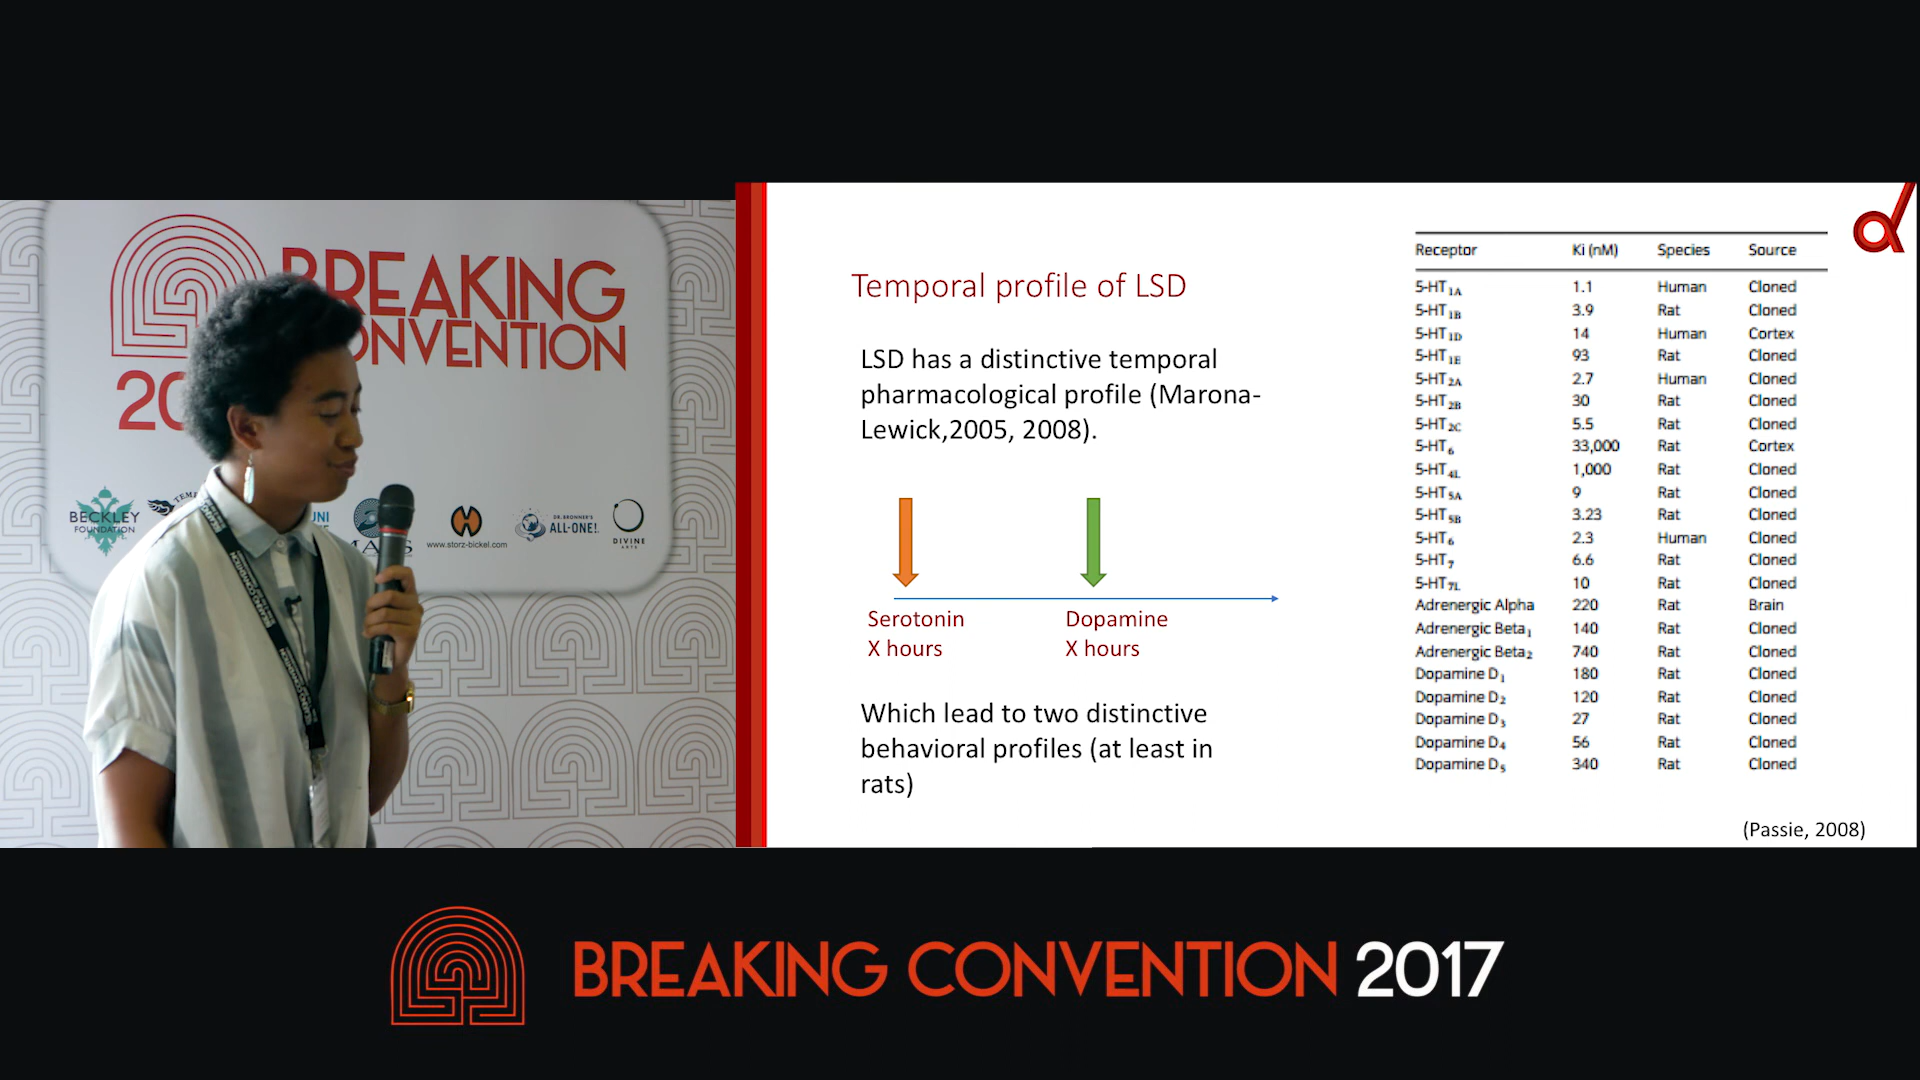 BREAKING
CONVENTION
20
BECKLEY
FOUNDATION
www.storz-bickel.com
DR. BRONNER'S
ALL-ONE!
DIVINE
ARTS
Temporal profile of LSD
LSD has a distinctive temporal
pharmacological profile (Marona-
Lewick,2005, 2008).
Serotonin
X hours
Dopamine
X hours
Which lead to two distinctive
behavioral profiles (at least in
rats)
Receptor Ki (nM) Species Source
5-HT1A 1.1 Human Cloned
5-HT1B 3.9 Rat Cloned
5-HT1D 14 Human Cortex
5-HT1E 93 Rat Cloned
5-HT2A 2.7 Human Cloned
5-HT2B 30 Rat Cloned
5-HT2C 5.5 Rat Cloned
5-HT6 33,000 Rat Cortex
5-HT4L 1,000 Rat Cloned
5-HT5A 9 Rat Cloned
5-HT5B 3.23 Rat Cloned
5-HT6 2.3 Human Cloned
5-HT7 6.6 Rat Cloned
5-HT7L 10 Rat Cloned
Adrenergic Alpha 220 Rat Brain
Adrenergic Beta1 140 Rat Cloned
Adrenergic Beta2 740 Rat Cloned
Dopamine D1 180 Rat Cloned
Dopamine D2 120 Rat Cloned
Dopamine D3 27 Rat Cloned
Dopamine D4 56 Rat Cloned
Dopamine D5 340 Rat Cloned
(Passie, 2008)
BREAKING CONVENTION 2017